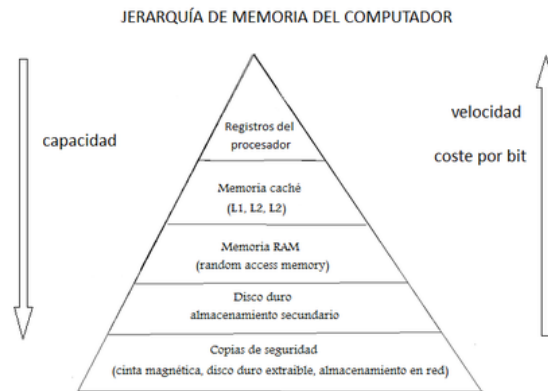 JERARQUÍA DE MEMORIA DEL COMPUTADOR
capacidad
velocidad
coste por bit
Registros del
procesador
Memoria caché
(L1, L2, L2)
Memoria RAM
(random access memory)
Disco duro
almacenamiento secundario
Copias de seguridad
(cinta magnética, disco duro extraible, almacenamiento en red)